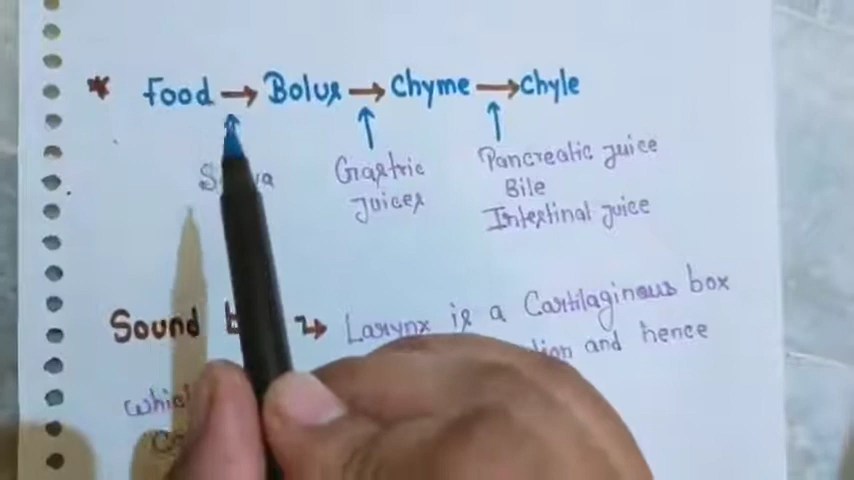 * Food → Bolus → Chyme → Chyle
Gastric Juices
Pancreatic juice
Bile
Intestinal juice
Sound → Larynx is a Cartilaginous box
and hence